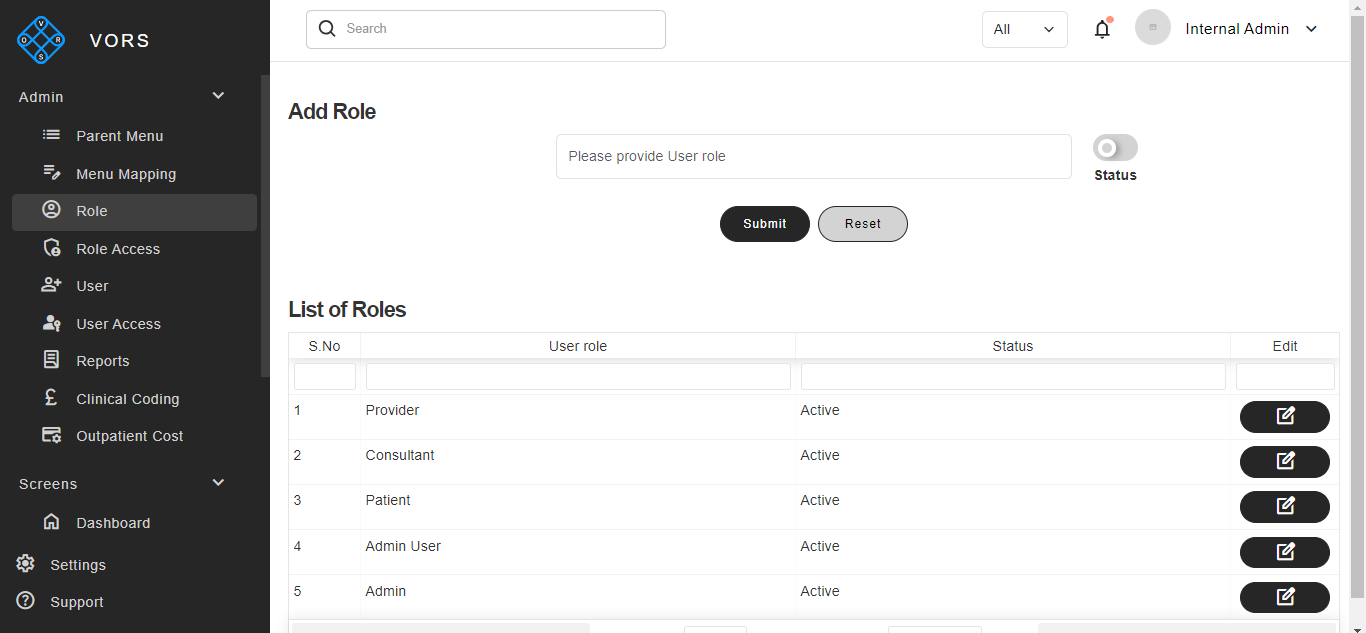 V
O R
S
VORS
Search
All
Internal Admin
Admin
Parent Menu
Menu Mapping
Role
Role Access
User
User Access
Reports
Clinical Coding
Outpatient Cost
Screens
Dashboard
Settings
Support
Add Role
Please provide User role
Status
Submit Reset
List of Roles
S.No User role Status Edit
1 Provider Active
2 Consultant Active
3 Patient Active
4 Admin User Active
5 Admin Active